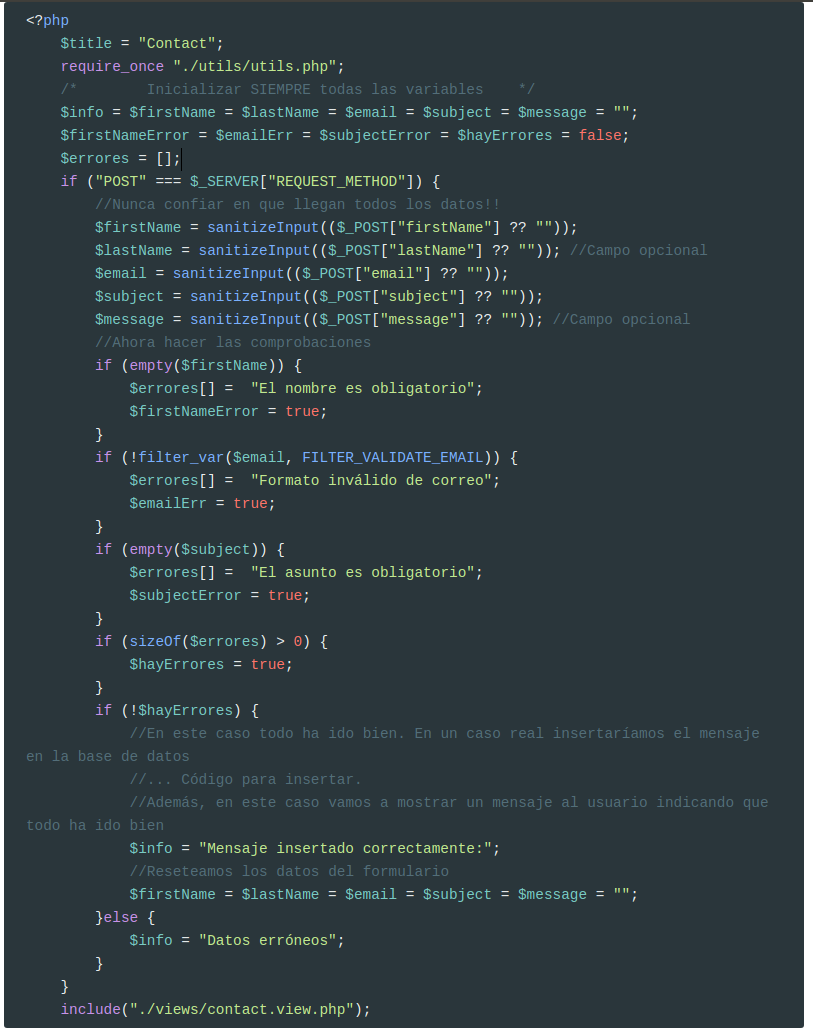 <?php
    $title = "Contact";
    require_once "./utils/utils.php";
    /*        Inicializar SIEMPRE todas las variables    */
    $info = $firstName = $lastName = $email = $subject = $message = "";
    $firstNameError = $emailErr = $subjectError = $hayErrores = false;
    $errores = [];
    if ("POST" === $_SERVER["REQUEST_METHOD"]) {
        //Nunca confiar en que llegan todos los datos!!
        $firstName = sanitizeInput(($_POST["firstName"] ?? ""));
        $lastName = sanitizeInput(($_POST["lastName"] ?? "")); //Campo opcional
        $email = sanitizeInput(($_POST["email"] ?? ""));
        $subject = sanitizeInput(($_POST["subject"] ?? ""));
        $message = sanitizeInput(($_POST["message"] ?? "")); //Campo opcional
        //Ahora hacer las comprobaciones
        if (empty($firstName)) {
            $errores[] =  "El nombre es obligatorio";
            $firstNameError = true;
        }
        if (!filter_var($email, FILTER_VALIDATE_EMAIL)) {
            $errores[] =  "Formato inválido de correo";
            $emailErr = true;
        }
        if (empty($subject)) {
            $errores[] =  "El asunto es obligatorio";
            $subjectError = true;
        }
        if (sizeOf($errores) > 0) {
            $hayErrores = true;
        }
        if (!$hayErrores) {
            //En este caso todo ha ido bien. En un caso real insertaríamos el mensaje
en la base de datos
            //... Código para insertar.
            //Además, en este caso vamos a mostrar un mensaje al usuario indicando que
todo ha ido bien
            $info = "Mensaje insertado correctamente:";
            //Reseteamos los datos del formulario
            $firstName = $lastName = $email = $subject = $message = "";
        }else {
            $info = "Datos erróneos";
        }
    }
    include("./views/contact.view.php");